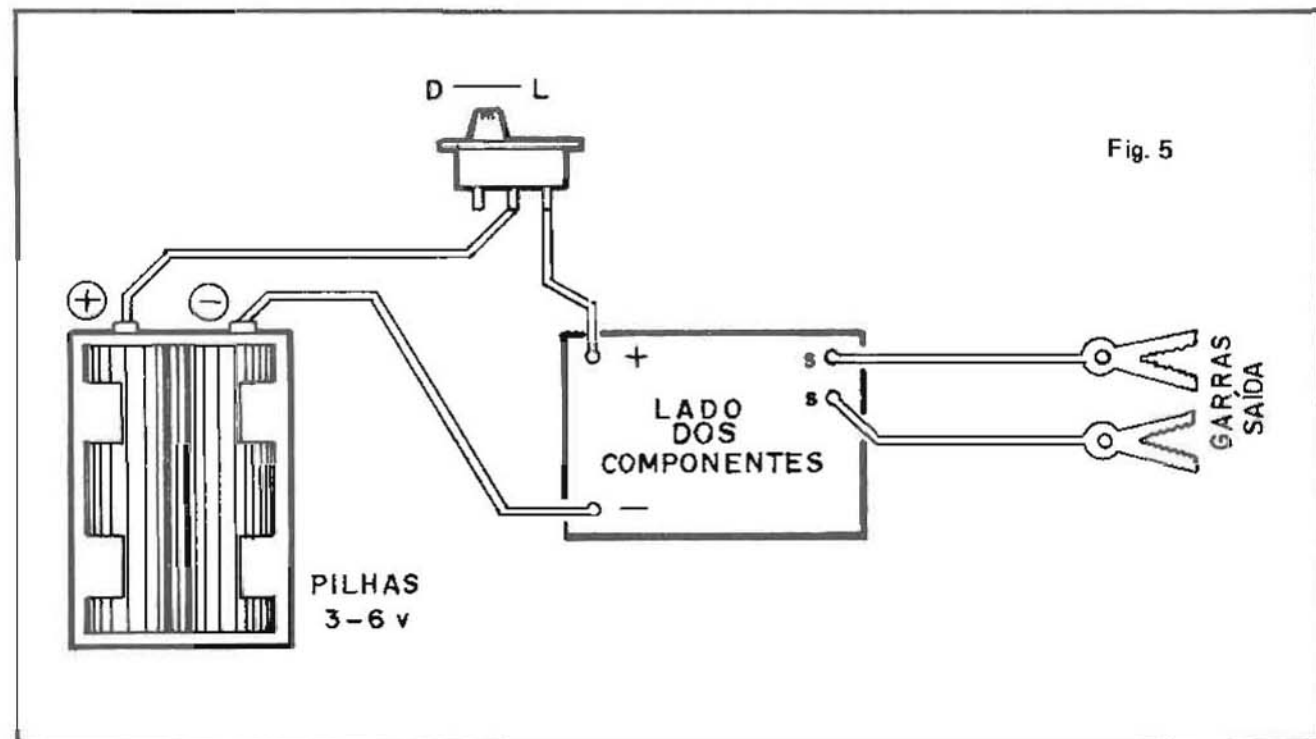 D — L
Fig. 5
+ −
+
s
s
LADO
DOS
COMPONENTES
−
GARRAS
SAÍDA
PILHAS
3-6 v